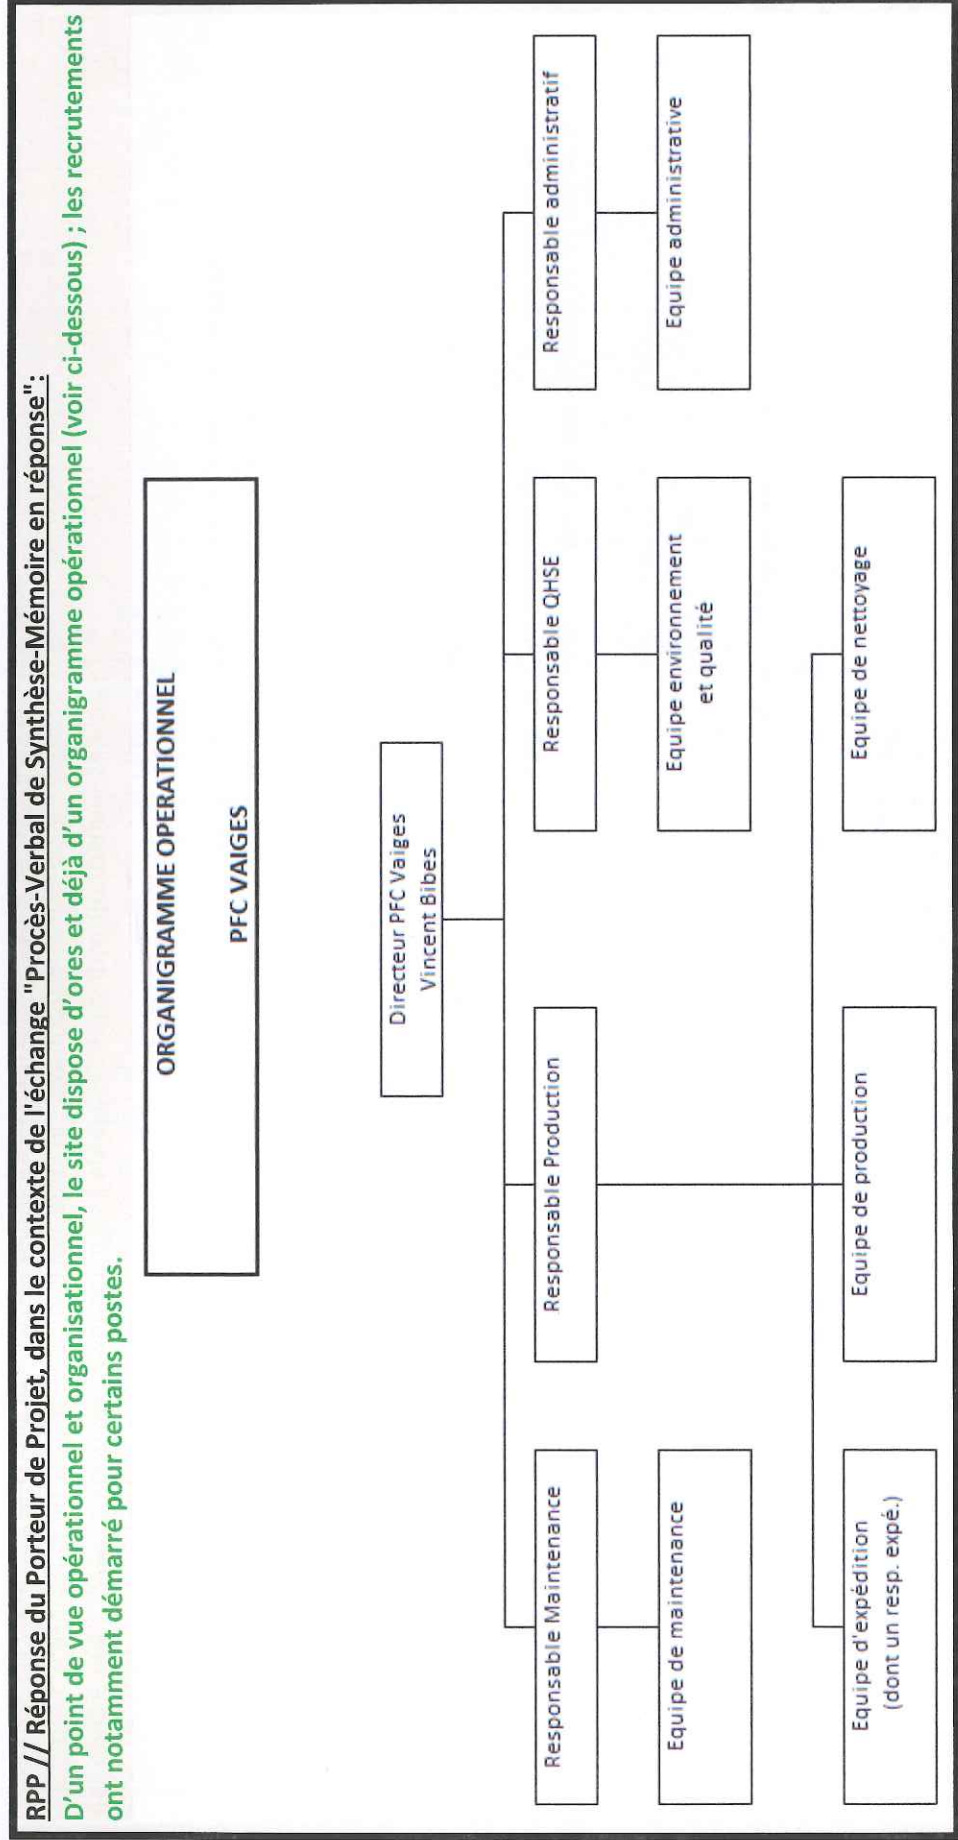 RPP // Réponse du Porteur de Projet, dans le contexte de l'échange "Procès-Verbal de Synthèse-Mémoire en réponse":
D'un point de vue opérationnel et organisationnel, le site dispose d'ores et déjà d'un organigramme opérationnel (voir ci-dessous) ; les recrutements
ont notamment démarré pour certains postes.
ORGANIGRAMME OPERATIONNEL
PFC VAIGES
Directeur PFC Vaiges
Vincent Bibes
Responsable Maintenance
Responsable Production
Responsable QHSE
Responsable administratif
Equipe de maintenance
Equipe environnement
et qualité
Equipe administrative
Equipe d'expédition
(dont un resp. expé.)
Equipe de production
Equipe de nettoyage